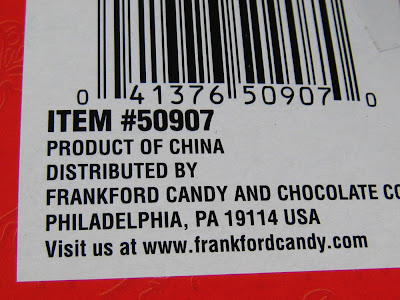 0 41376 50907 0
ITEM #50907
PRODUCT OF CHINA
DISTRIBUTED BY
FRANKFORD CANDY AND CHOCOLATE CO
PHILADELPHIA, PA 19114 USA
Visit us at www.frankfordcandy.com